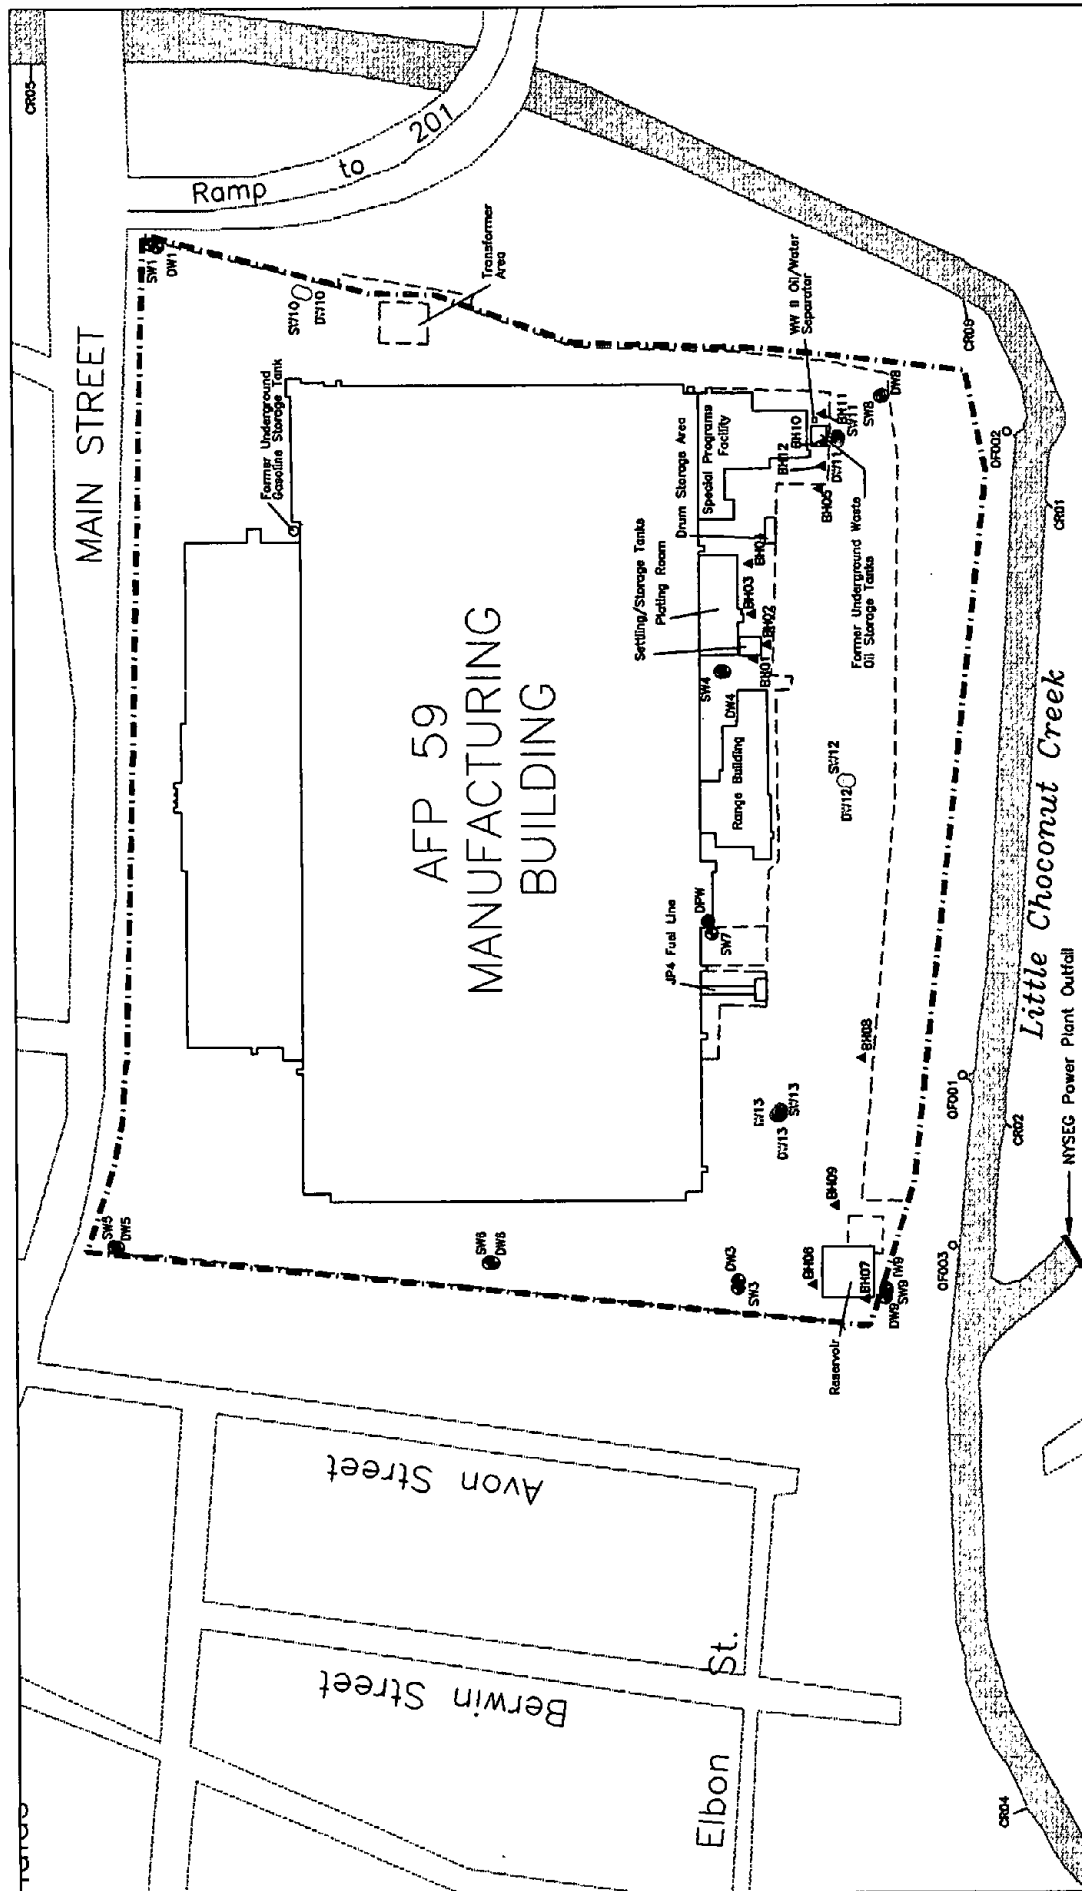 CR05
Ramp
to
201
MAIN STREET
SW1
DW1
SW10
DW10
Transformer
Area
Former Underground
Gasoline Storage Tank
WW II Oil/Water
Separator
CR06
OF002
CR01
DW8
SW8
BH11
SW11
BH10
DW11
BH12
BH05
Special Programs
Facility
Drum Storage Area
Settling/Storage Tanks
Plating Room
BH04
BH03
BH02
BH01
Former Underground Waste
Oil Storage Tanks
SW4
DW4
Range Building
SW12
DW12
AFP 59
MANUFACTURING
BUILDING
DPW
SW7
JP4 Fuel Line
BH08
Little Choconut Creek
NYSEG Power Plant Outfall
OF001
CR02
OF003
SW13
DW13
BH09
BH06
BH07
Reservoir
SW5
DW5
SW6
DW6
DW3
SW3
SW9
DW9
Avon Street
Berwin Street
Elbon
St.
CR04